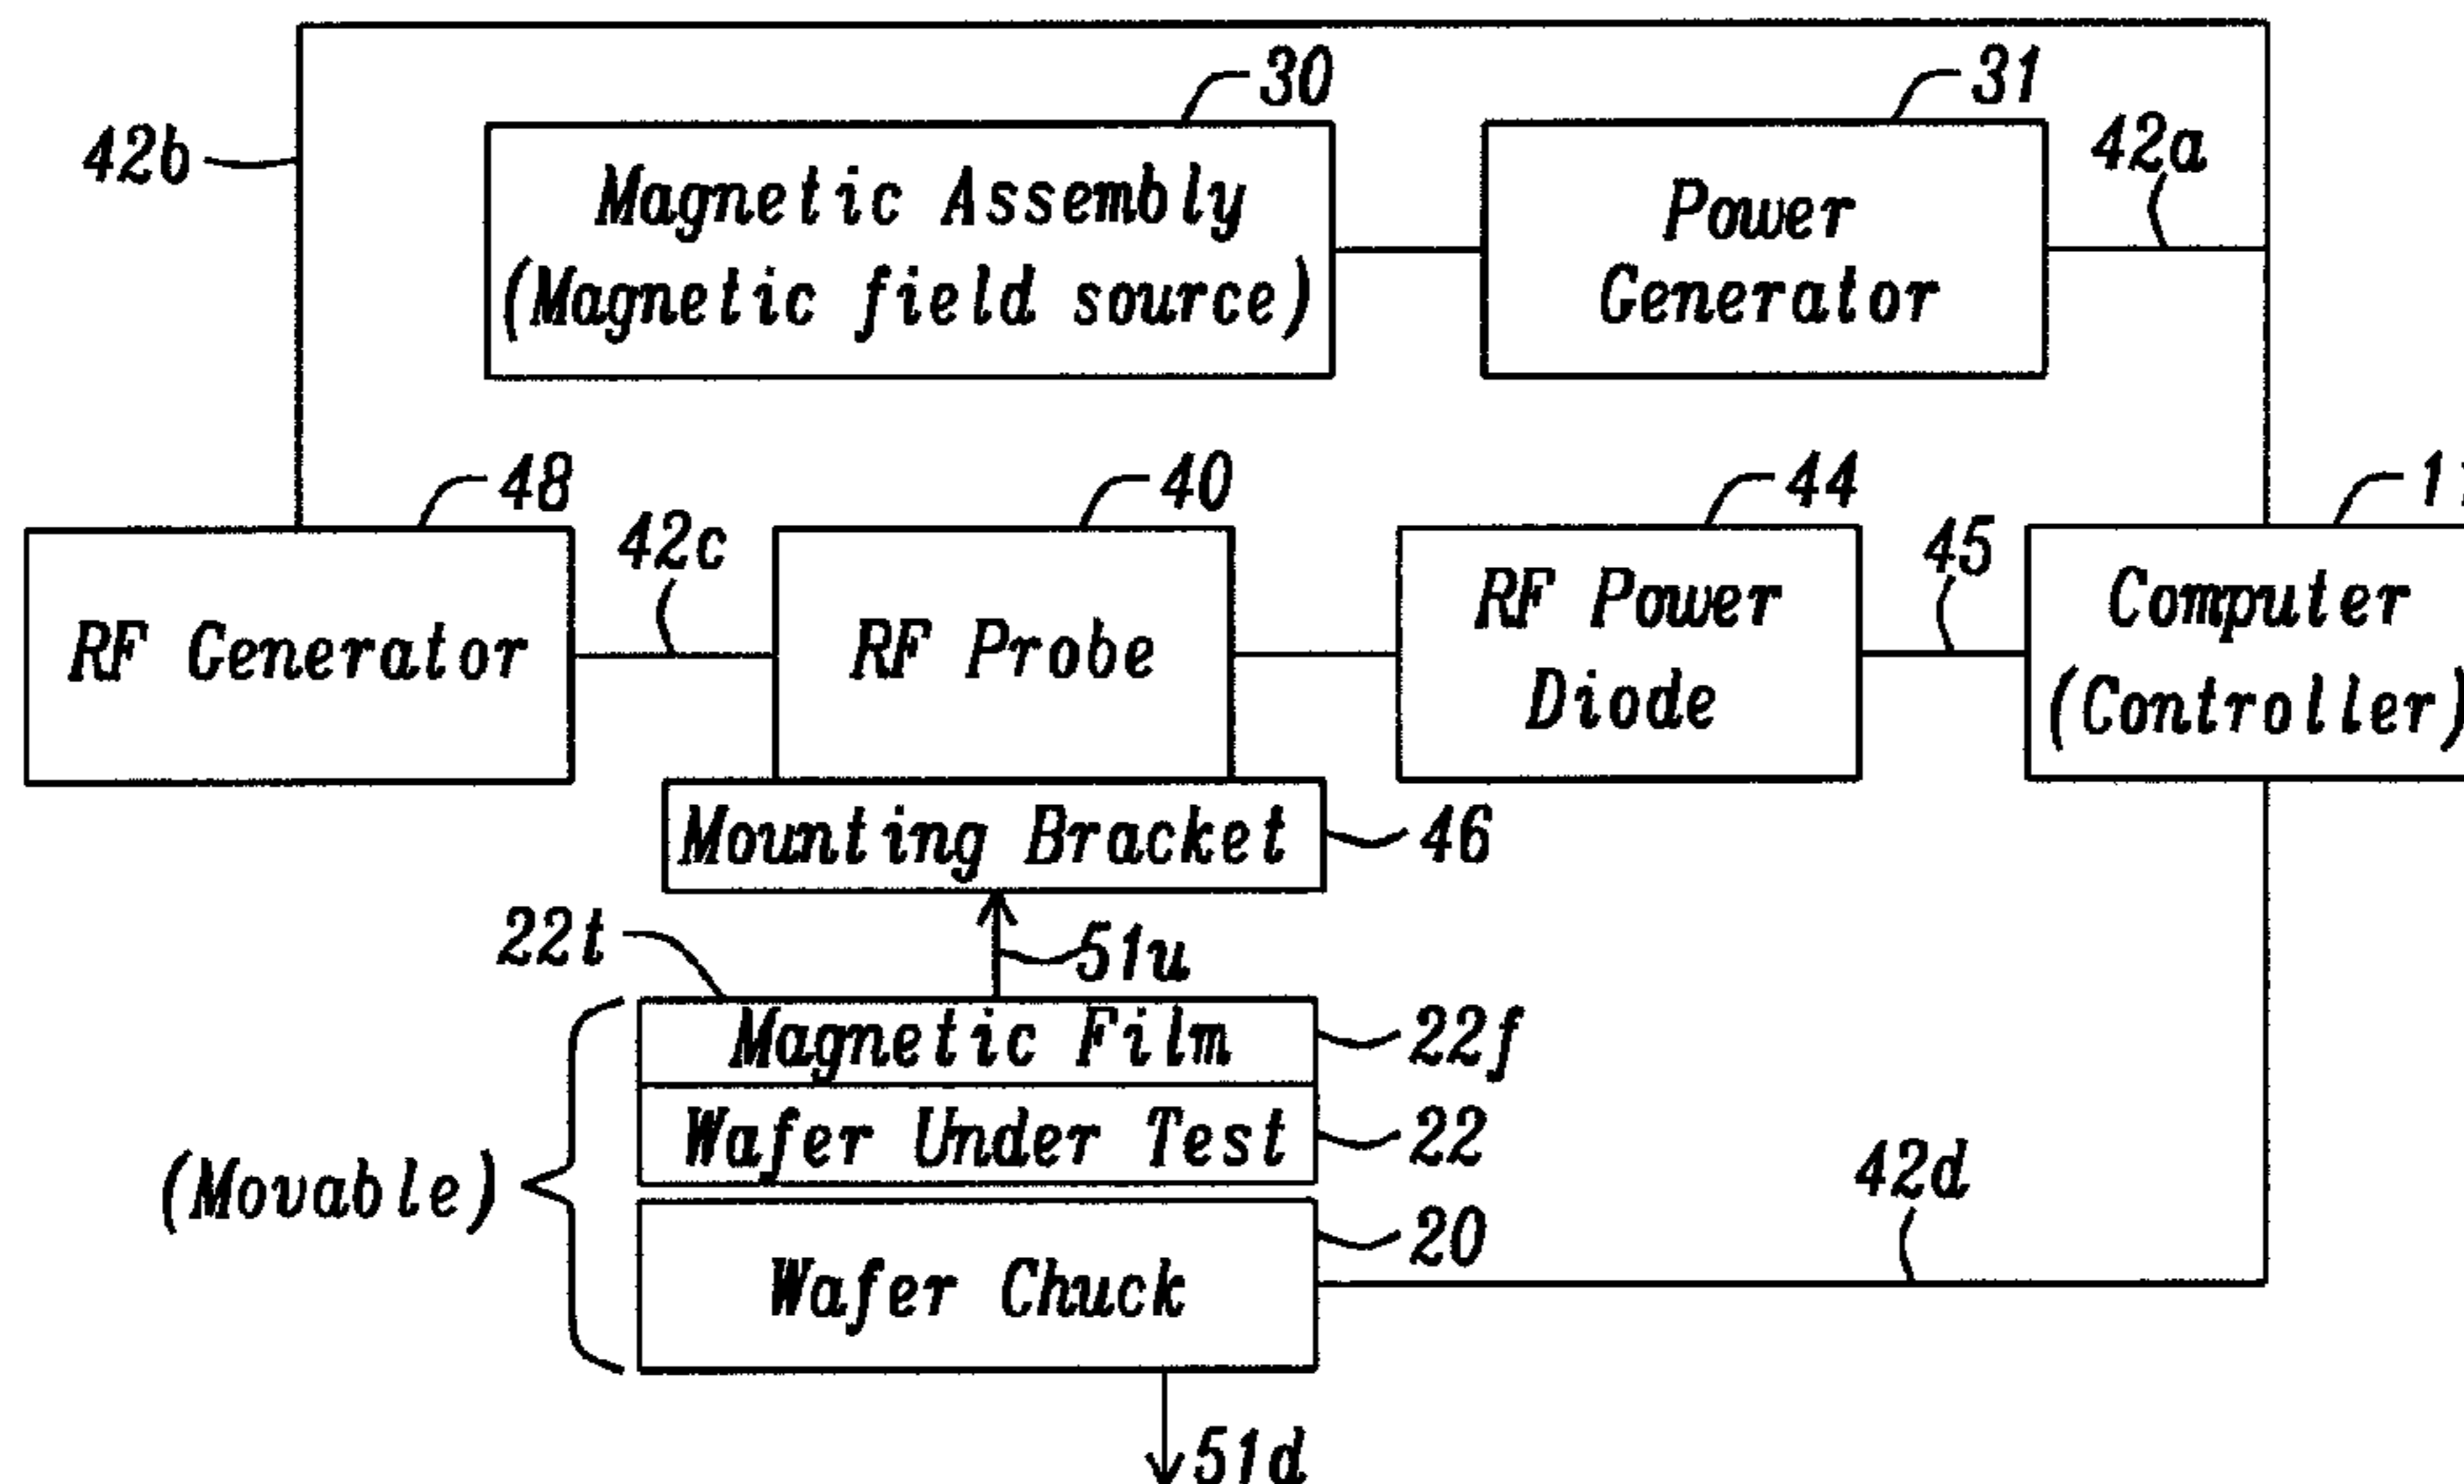 30
31
42b
42a
Magnetic Assembly
(Magnetic field source)
Power
Generator
48
42c
40
44
45
RF Generator
RF Probe
RF Power
Diode
Computer
(Controller)
Mounting Bracket
46
22t
51u
Magnetic Film
22f
Wafer Under Test
22
(Movable)
Wafer Chuck
20
42d
51d